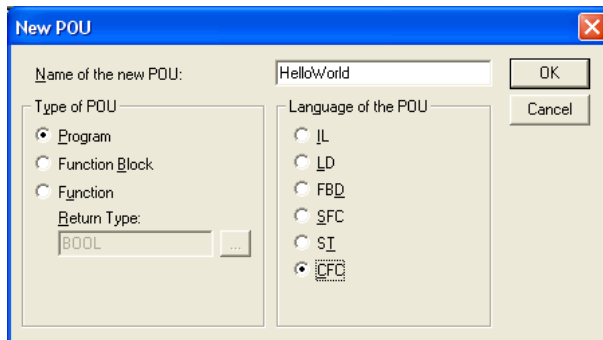 New POU
Name of the new POU:
HelloWorld
OK
Cancel
Type of POU
Program
Function Block
Function
Return Type:
BOOL
...
Language of the POU
IL
LD
FBD
SFC
ST
CFC